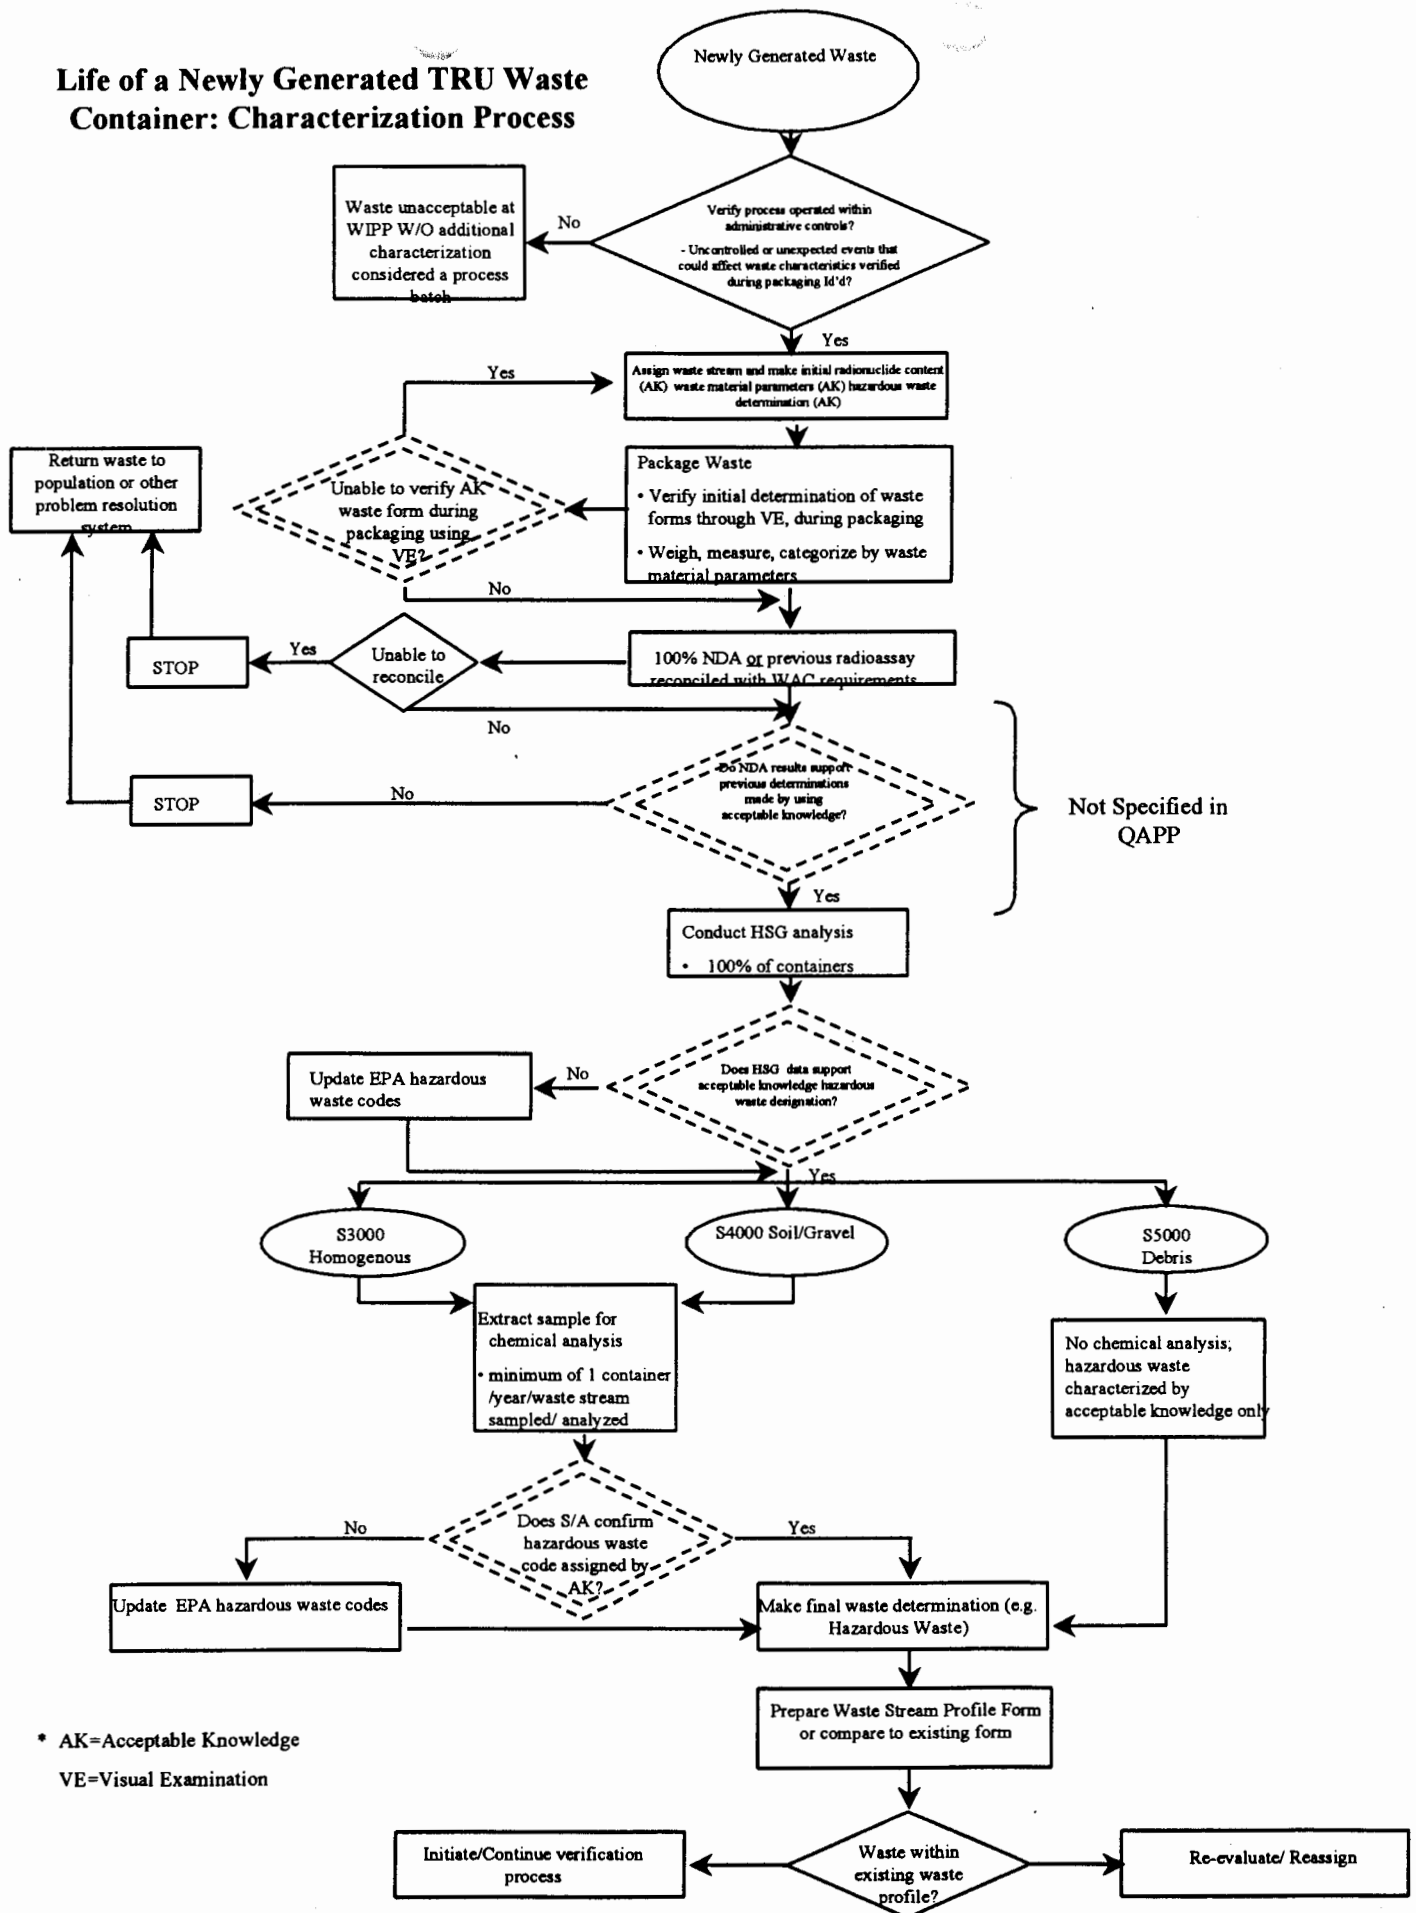 Life of a Newly Generated TRU Waste
Container: Characterization Process
Newly Generated Waste
Verify process operated within
administrative controls?
- Uncontrolled or unexpected events that
could affect waste characteristics verified
during packaging Id'd?
No
Waste unacceptable at
WIPP W/O additional
characterization
considered a process
batch
Yes
Assign waste stream and make initial radionuclide content
(AK) waste material parameters (AK) hazardous waste
determination (AK)
Yes
Package Waste
• Verify initial determination of waste
forms through VE, during packaging
• Weigh, measure, categorize by waste
material parameters
Unable to verify AK
waste form during
packaging using
VE?
Return waste to
population or other
problem resolution
system
No
100% NDA or previous radioassay
reconciled with WAC requirements
Unable to
reconcile
Yes
STOP
No
Do NDA results support
previous determinations
made by using
acceptable knowledge?
No
STOP
Not Specified in
QAPP
Yes
Conduct HSG analysis
• 100% of containers
Does HSG data support
acceptable knowledge hazardous
waste designation?
No
Update EPA hazardous
waste codes
Yes
S3000
Homogenous
S4000 Soil/Gravel
S5000
Debris
Extract sample for
chemical analysis
• minimum of 1 container
/year/waste stream
sampled/ analyzed
No chemical analysis;
hazardous waste
characterized by
acceptable knowledge only
Does S/A confirm
hazardous waste
code assigned by
AK?
No
Yes
Update EPA hazardous waste codes
Make final waste determination (e.g.
Hazardous Waste)
Prepare Waste Stream Profile Form
or compare to existing form
* AK=Acceptable Knowledge
VE=Visual Examination
Waste within
existing waste
profile?
Initiate/Continue verification
process
Re-evaluate/ Reassign